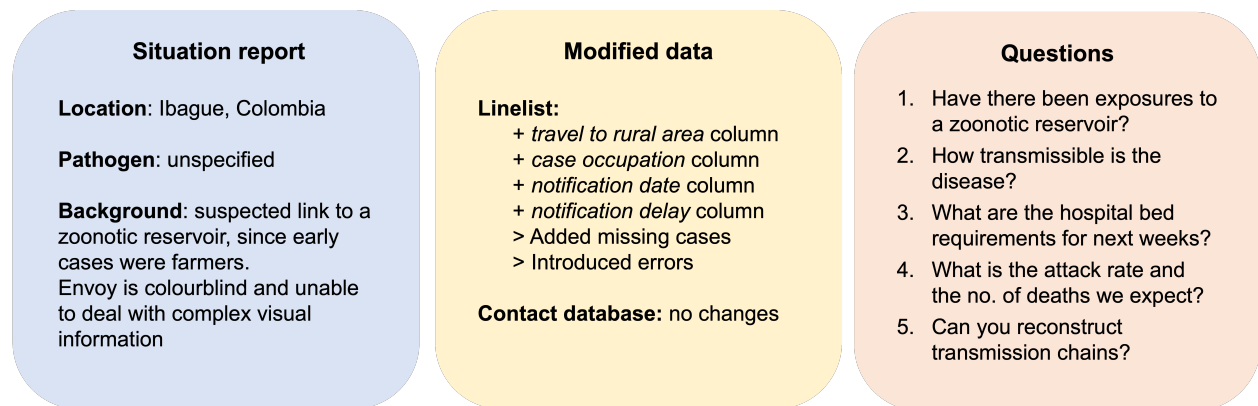 Situation report
Location: Ibague, Colombia
Pathogen: unspecified
Background: suspected link to a
zoonotic reservoir, since early
cases were farmers.
Envoy is colourblind and unable
to deal with complex visual
information
Modified data
Linelist:
+ travel to rural area column
+ case occupation column
+ notification date column
+ notification delay column
> Added missing cases
> Introduced errors
Contact database: no changes
Questions
1. Have there been exposures to
a zoonotic reservoir?
2. How transmissible is the
disease?
3. What are the hospital bed
requirements for next weeks?
4. What is the attack rate and
the no. of deaths we expect?
5. Can you reconstruct
transmission chains?